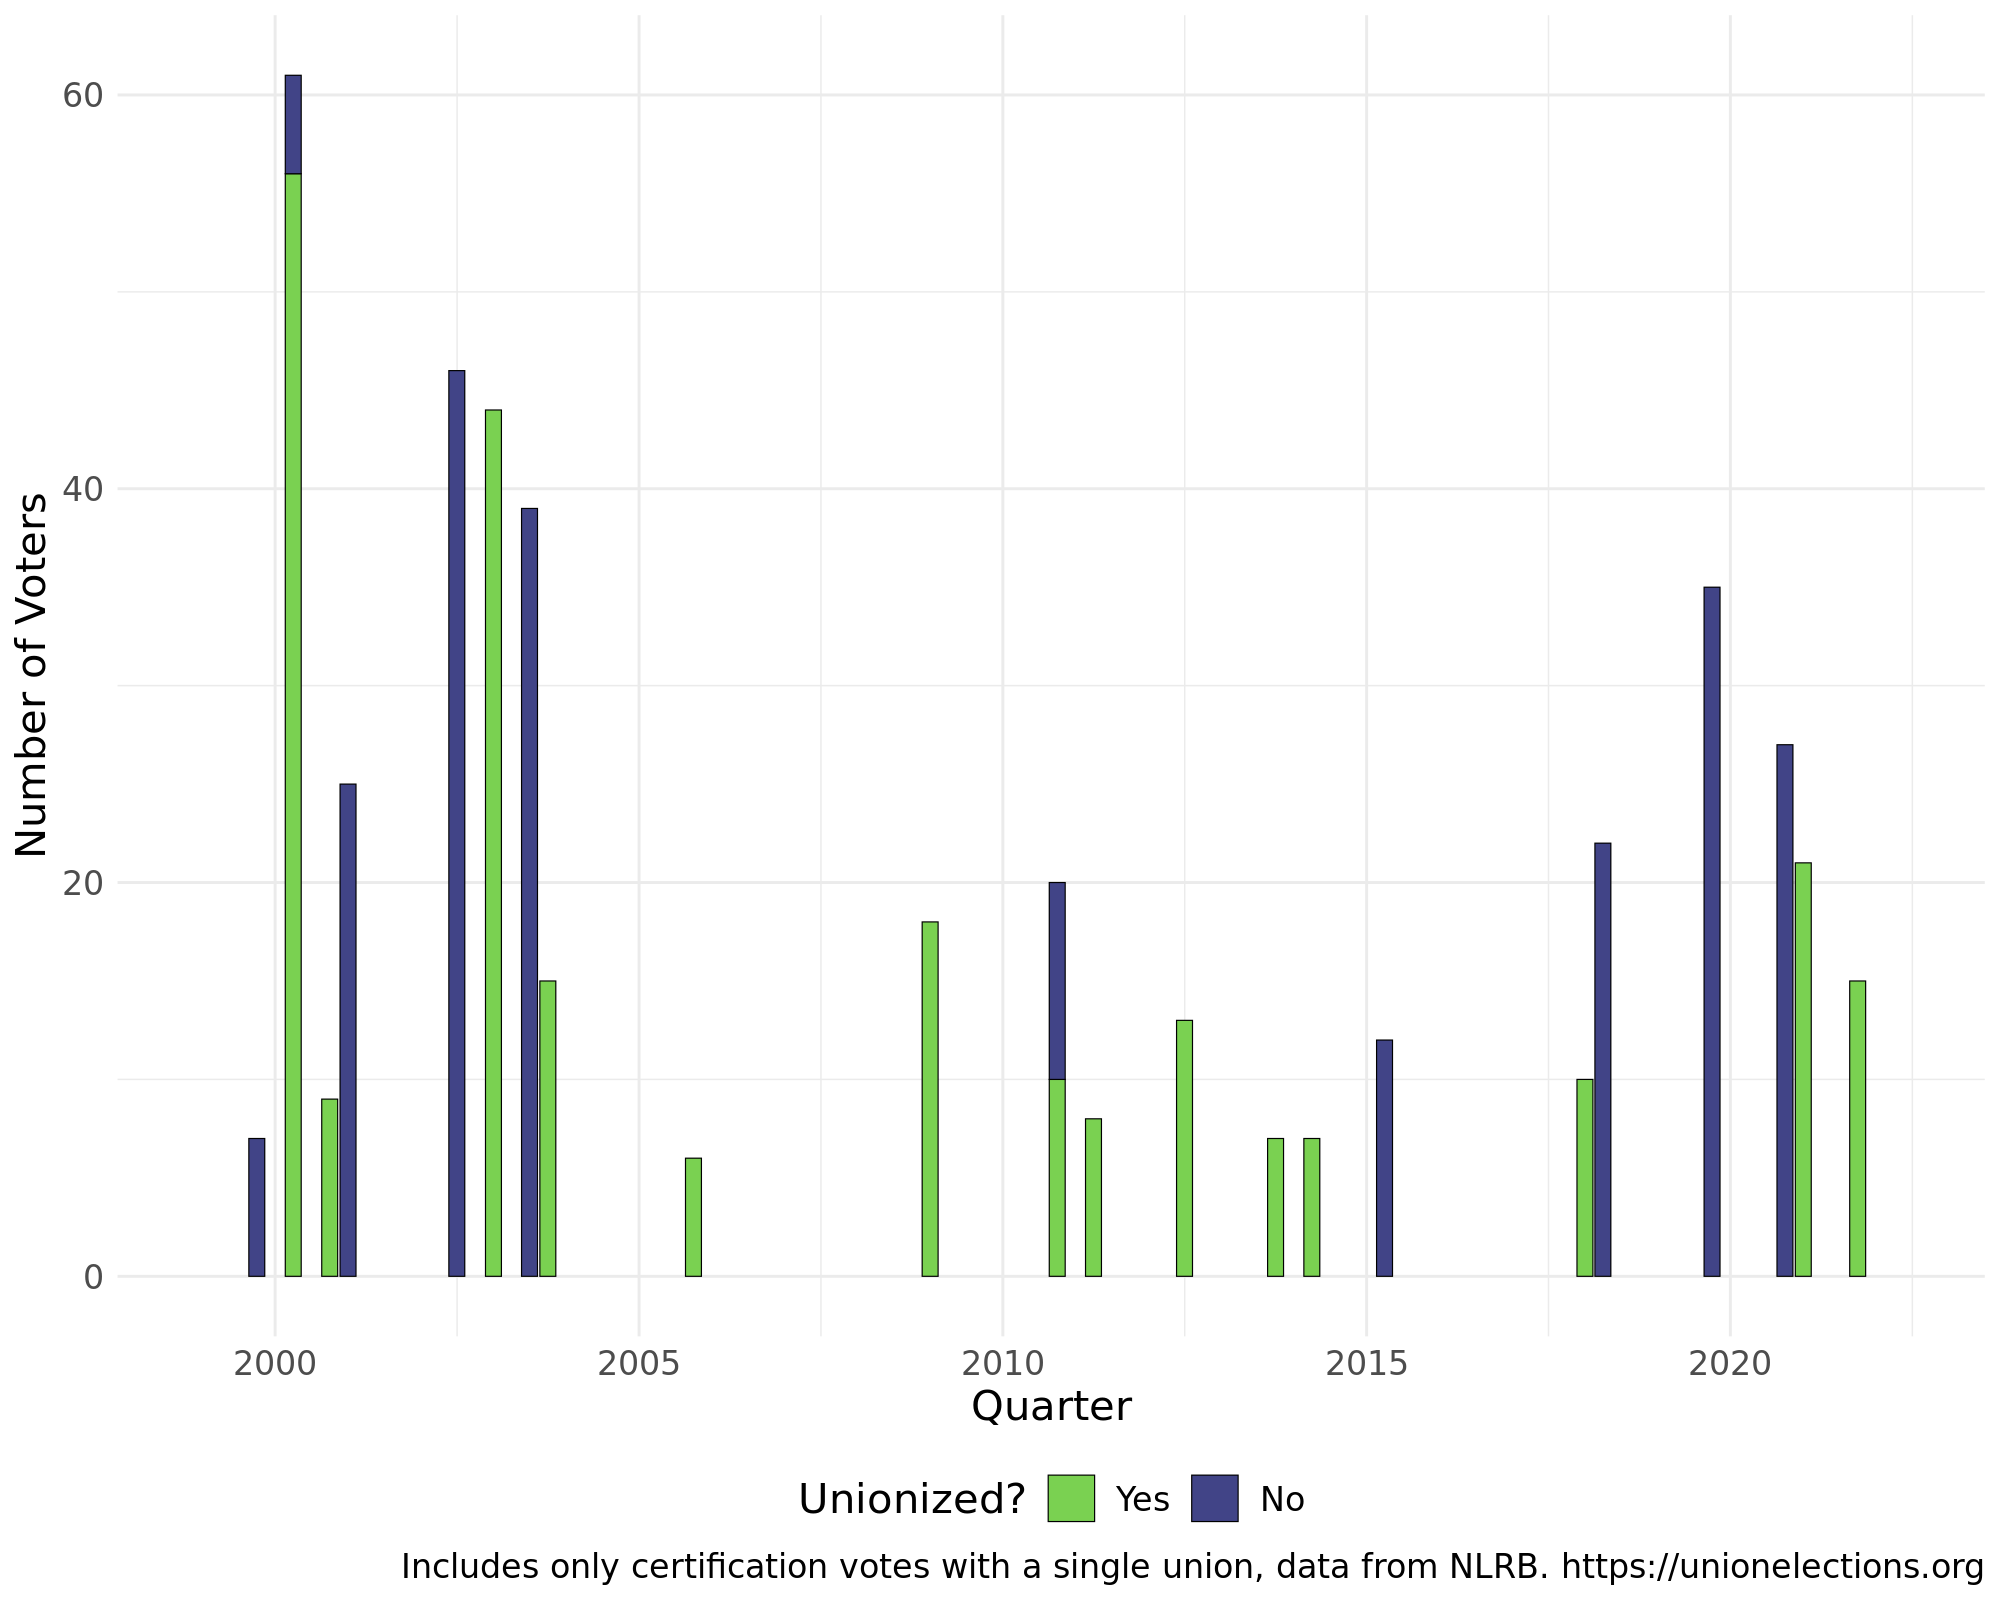 60
40
20
0
Number of Voters
2000 2005 2010 2015 2020
Quarter
Unionized? Yes No
Includes only certification votes with a single union, data from NLRB. https://unionelections.org